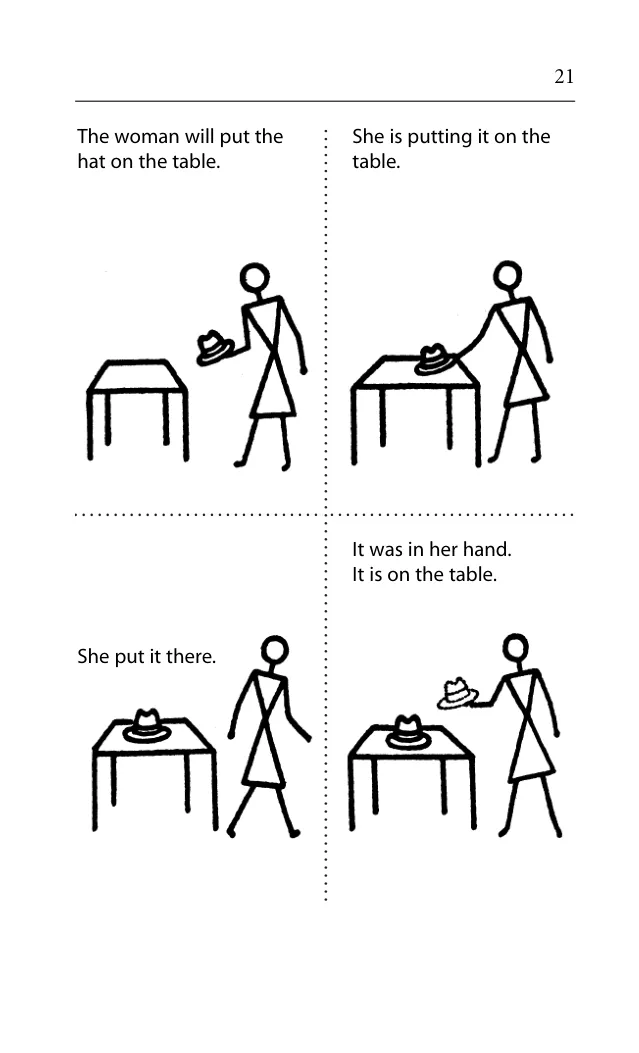 21
The woman will put the
hat on the table.
She is putting it on the
table.
She put it there.
It was in her hand.
It is on the table.